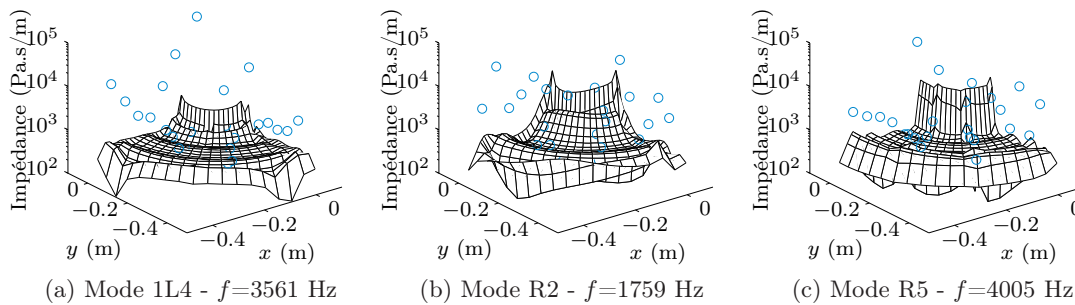 Impédance (Pa.s/m)
10^5
10^4
10^3
10^2
0
−0.2
−0.4
y (m)
−0.4
−0.2
0
x (m)
(a) Mode 1L4 - f=3561 Hz
Impédance (Pa.s/m)
10^5
10^4
10^3
10^2
0
−0.2
−0.4
y (m)
−0.4
−0.2
0
x (m)
(b) Mode R2 - f=1759 Hz
Impédance (Pa.s/m)
10^5
10^4
10^3
10^2
0
−0.2
−0.4
y (m)
−0.4
−0.2
0
x (m)
(c) Mode R5 - f=4005 Hz